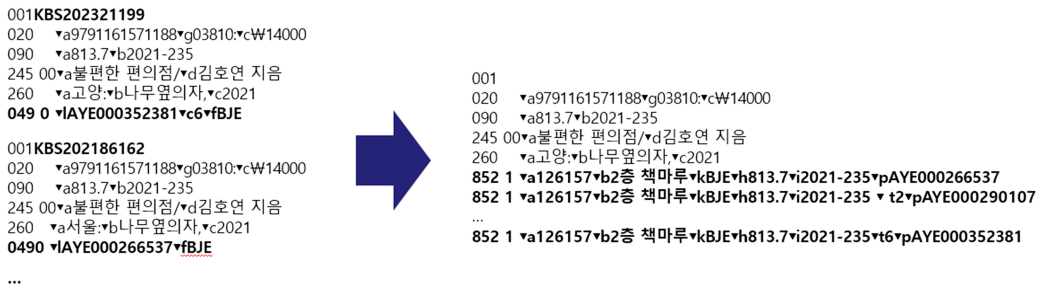 001KBS202321199
020 ▼a9791161571188▼g03810:▼c₩14000
090 ▼a813.7▼b2021-235
245 00▼a불편한 편의점/▼d김호연 지음
260 ▼a고양:▼b나무옆의자,▼c2021
049 0 ▼lAYE000352381▼c6▼fBJE
001KBS202186162
020 ▼a9791161571188▼g03810:▼c₩14000
090 ▼a813.7▼b2021-235
245 00▼a불편한 편의점/▼d김호연 지음
260 ▼a서울:▼b나무옆의자,▼c2021
0490 ▼lAYE000266537▼fBJE
...
001
020 ▼a9791161571188▼g03810:▼c₩14000
090 ▼a813.7▼b2021-235
245 00▼a불편한 편의점/▼d김호연 지음
260 ▼a고양:▼b나무옆의자,▼c2021
852 1 ▼a126157▼b2층 책마루▼kBJE▼h813.7▼i2021-235▼pAYE000266537
852 1 ▼a126157▼b2층 책마루▼kBJE▼h813.7▼i2021-235 ▼ t2▼pAYE000290107
...
852 1 ▼a126157▼b2층 책마루▼kBJE▼h813.7▼i2021-235▼t6▼pAYE000352381